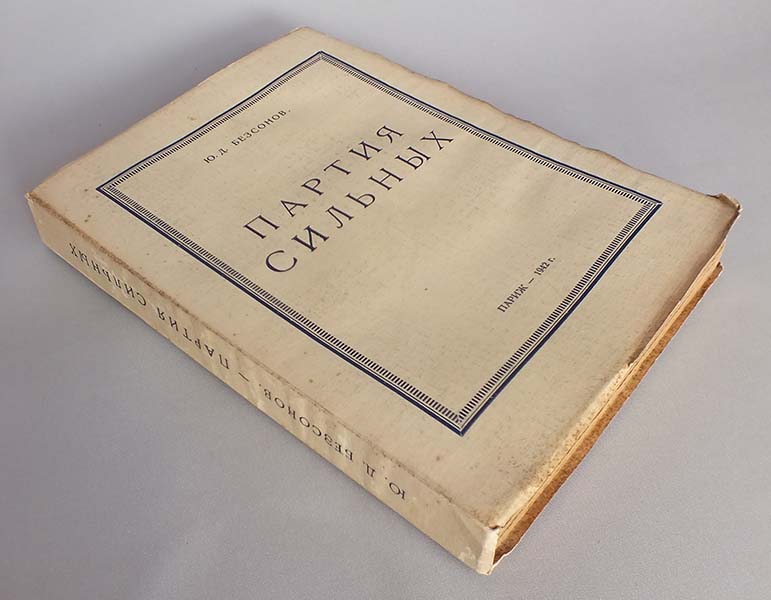 Ю. Д. БЕЗСОНОВ.
ПАРТИЯ
СИЛЬНЫХ
ПАРИЖ — 1942 г.
Ю. Д. БЕЗСОНОВ. — ПАРТИЯ СИЛЬНЫХ